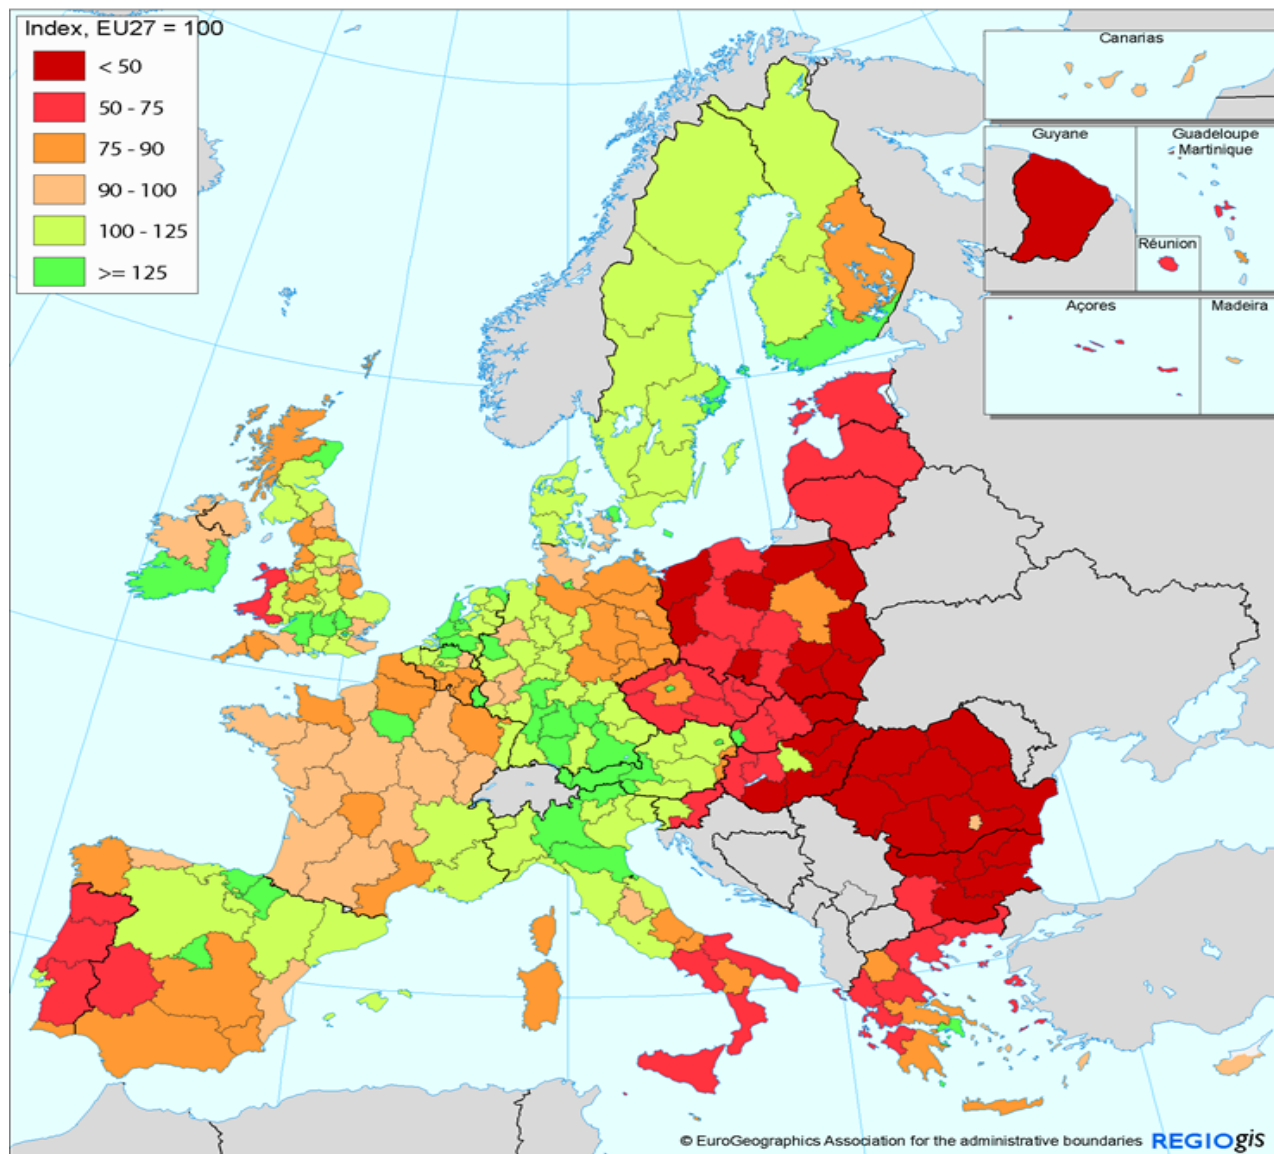 Index, EU27 = 100
< 50
50 - 75
75 - 90
90 - 100
100 - 125
>= 125
Canarias
Guyane
Guadeloupe
Martinique
Réunion
Açores
Madeira
© EuroGeographics Association for the administrative boundaries REGIOgis